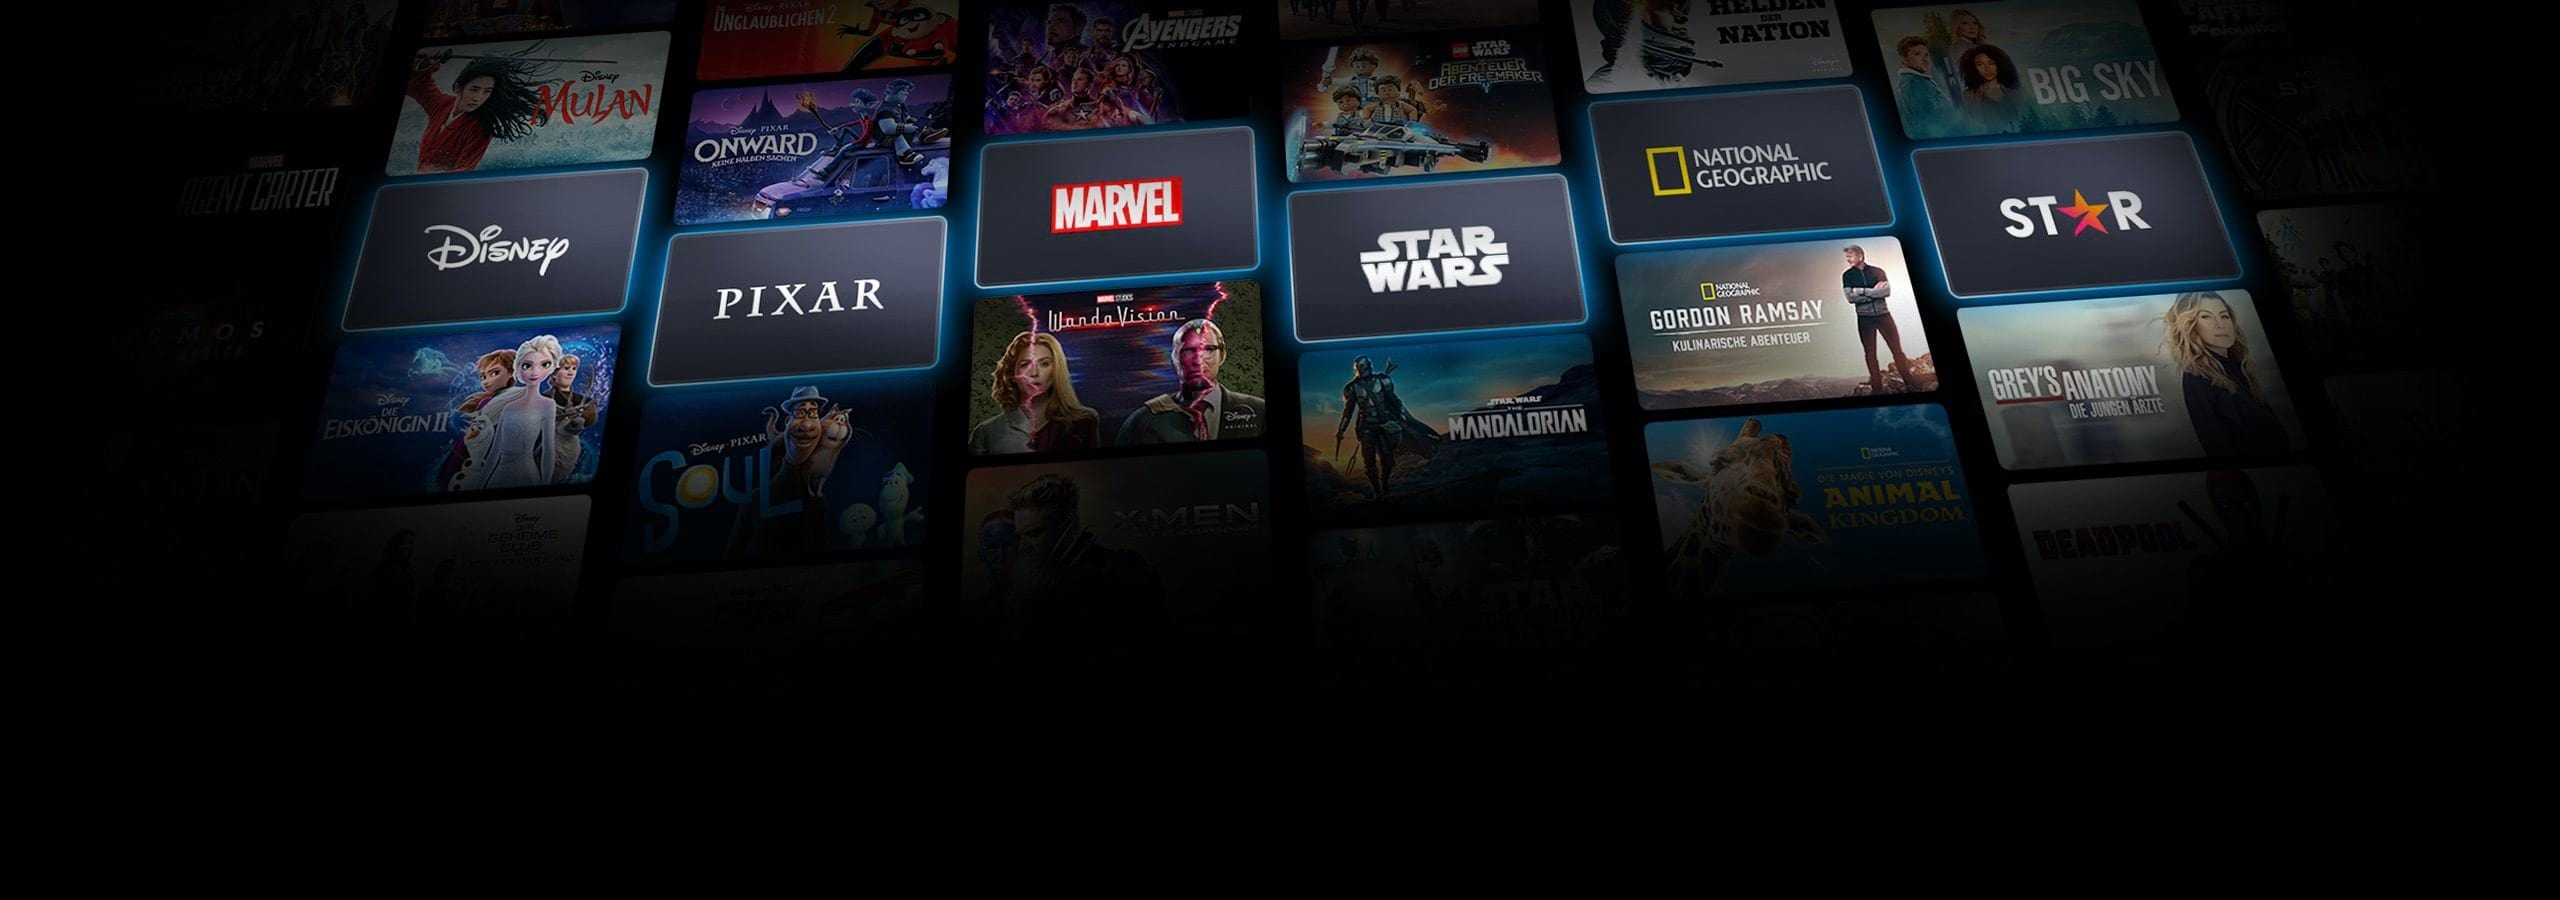 DIE
UNGLAUBLICHEN 2
Disney
MULAN
MARVEL
AGENT CARTER
Disney
Disney
DIE
EISKÖNIGIN II
Disney
DER
GEHEIME
CLUB
Disney · PIXAR
ONWARD
KEINE HALBEN SACHEN
PIXAR
Disney · PIXAR
SOUL
MARVEL STUDIOS
AVENGERS
ENDGAME
MARVEL
MARVEL STUDIOS
WandaVision
Disney+
ORIGINAL
X-MEN
LEGO STAR
WARS
ABENTEUER
DER FREEMAKER
STAR
WARS
STAR WARS
THE
MANDALORIAN
STAR
HELDEN
DER
NATION
Disney+
ORIGINAL
NATIONAL
GEOGRAPHIC
NATIONAL
GEOGRAPHIC
GORDON RAMSAY
KULINARISCHE ABENTEUER
NATIONAL
GEOGRAPHIC
DIE MAGIE VON DISNEY'S
ANIMAL
KINGDOM
BIG SKY
STAR
GREY'S ANATOMY
DIE JUNGEN ÄRZTE
DEADPOOL